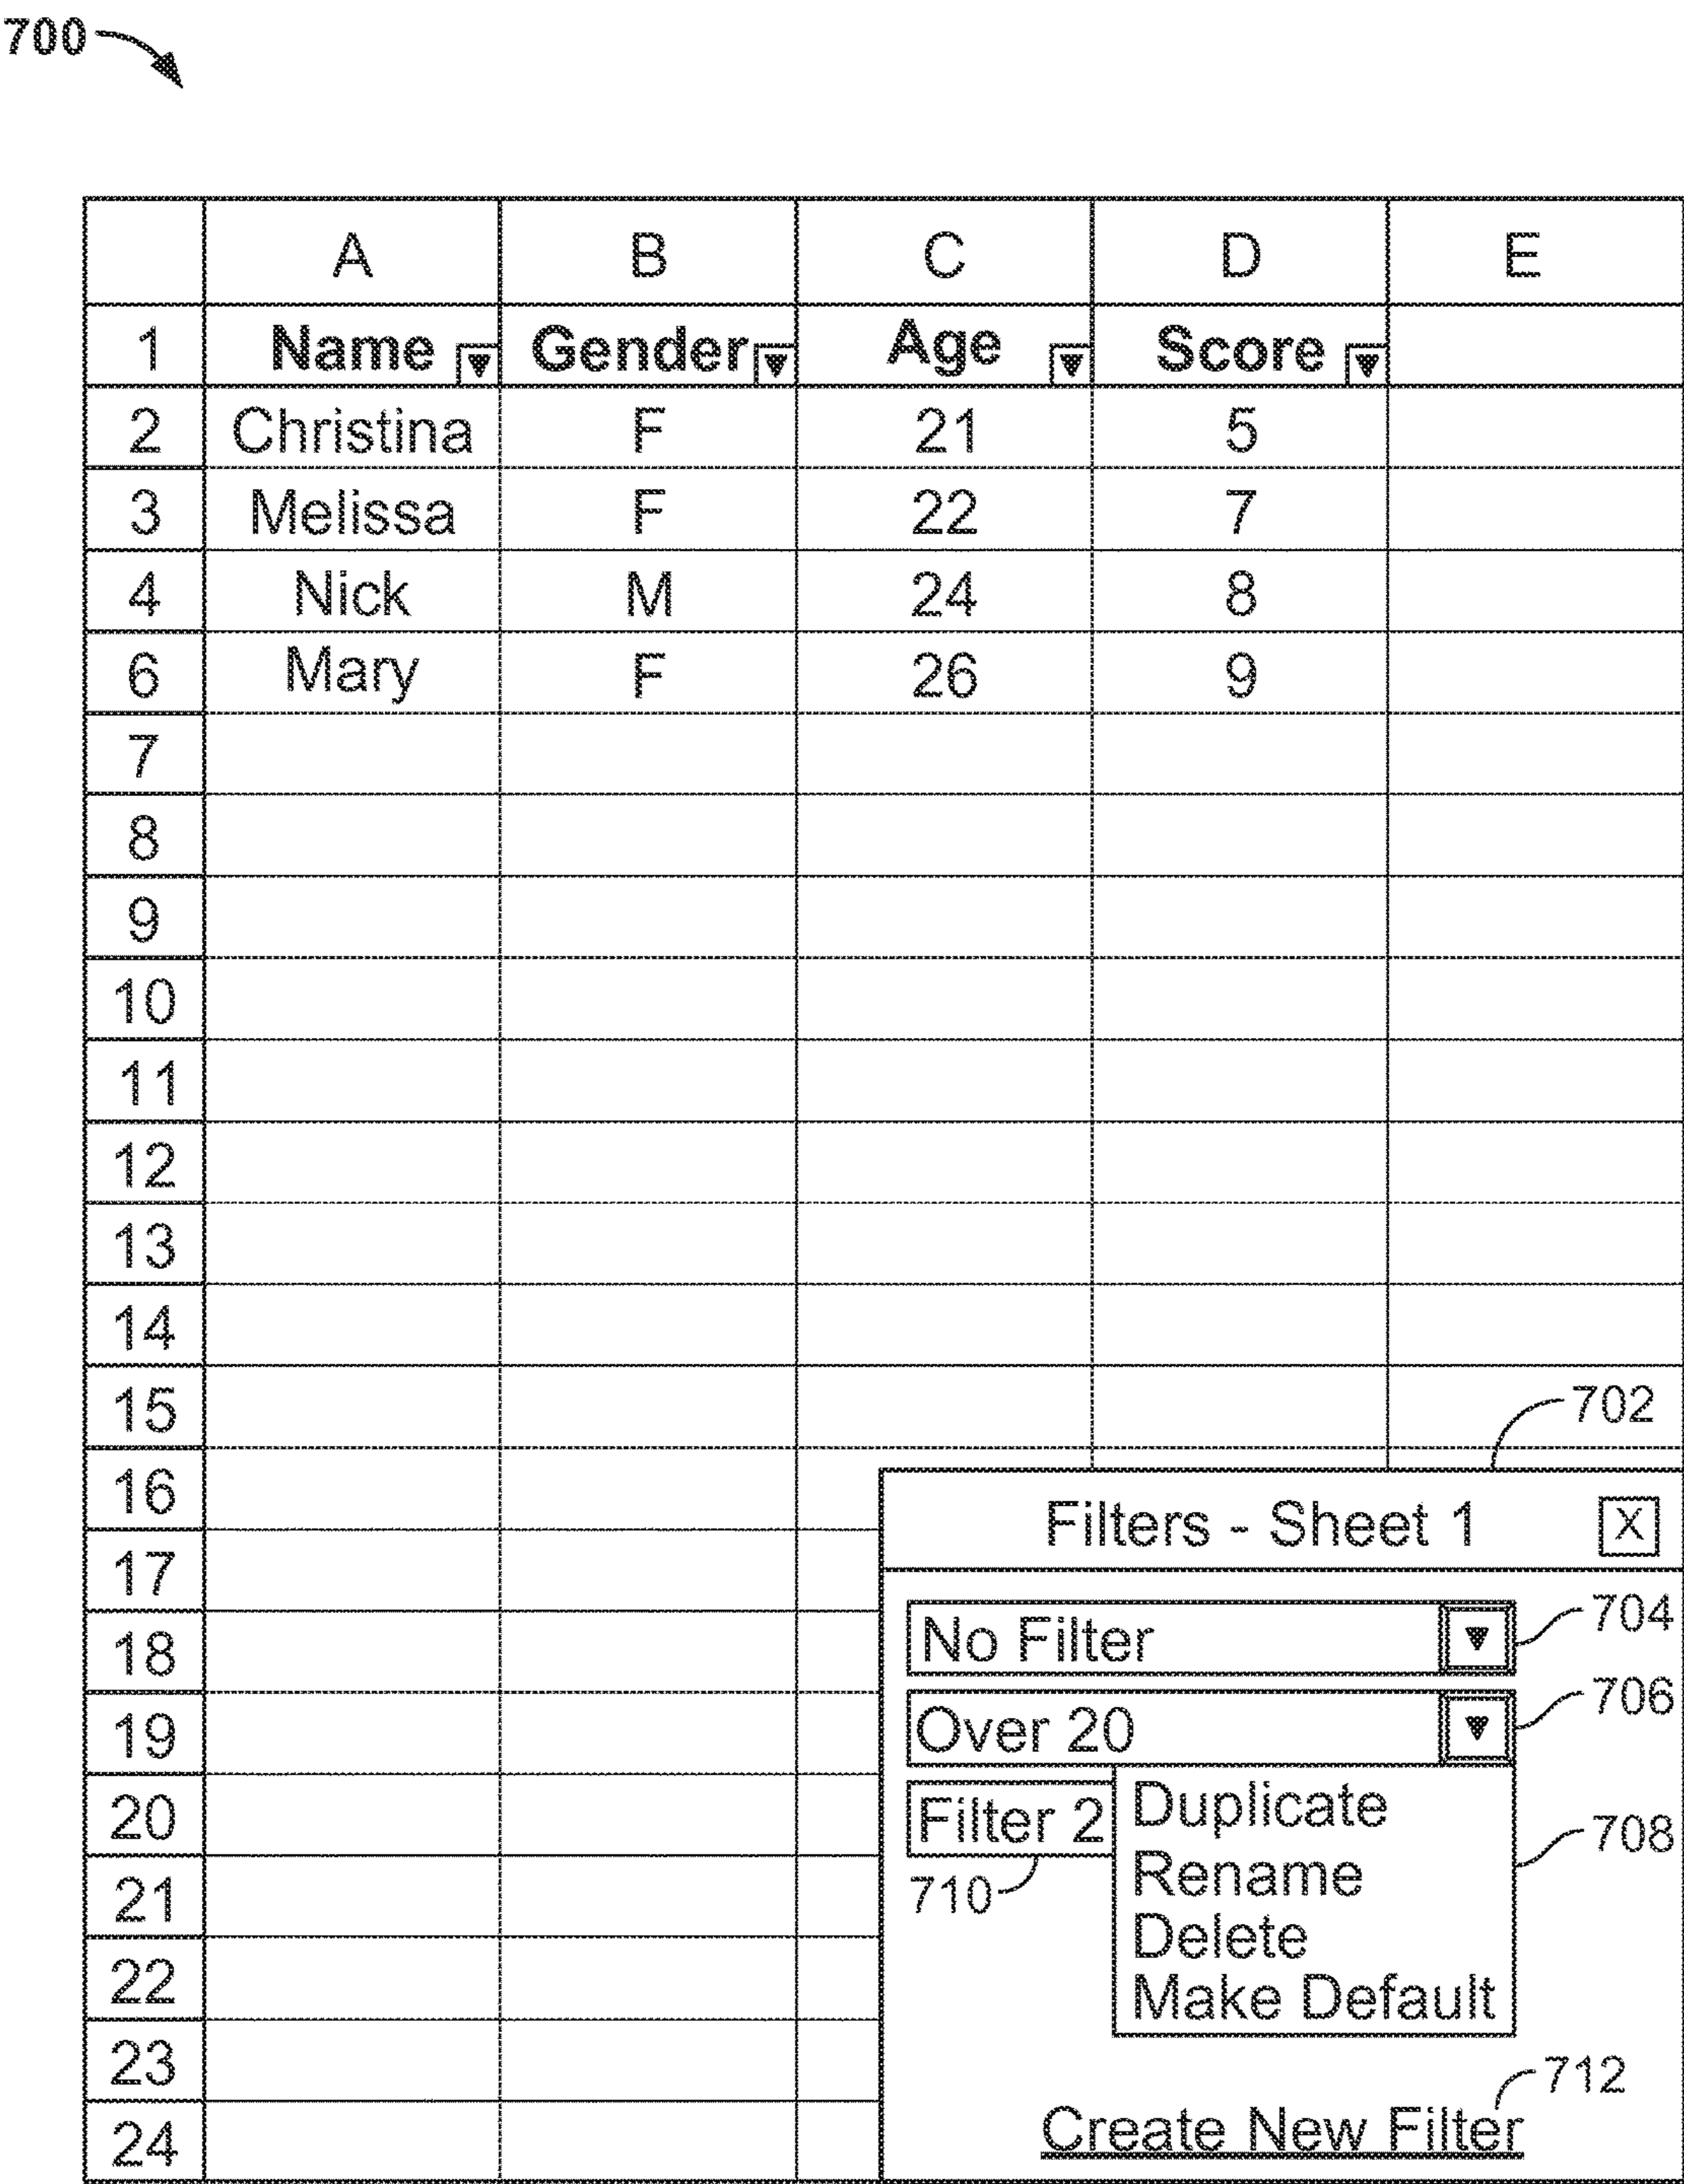 700
A B C D E
1 Name Gender Age Score
2 Christina F 21 5
3 Melissa F 22 7
4 Nick M 24 8
6 Mary F 26 9
7
8
9
10
11
12
13
14
15
702
16
Filters - Sheet 1 X
17
704
18 No Filter
706
19 Over 20
20 Filter 2 Duplicate
708
21 710 Rename
Delete
22 Make Default
23
712
24 Create New Filter